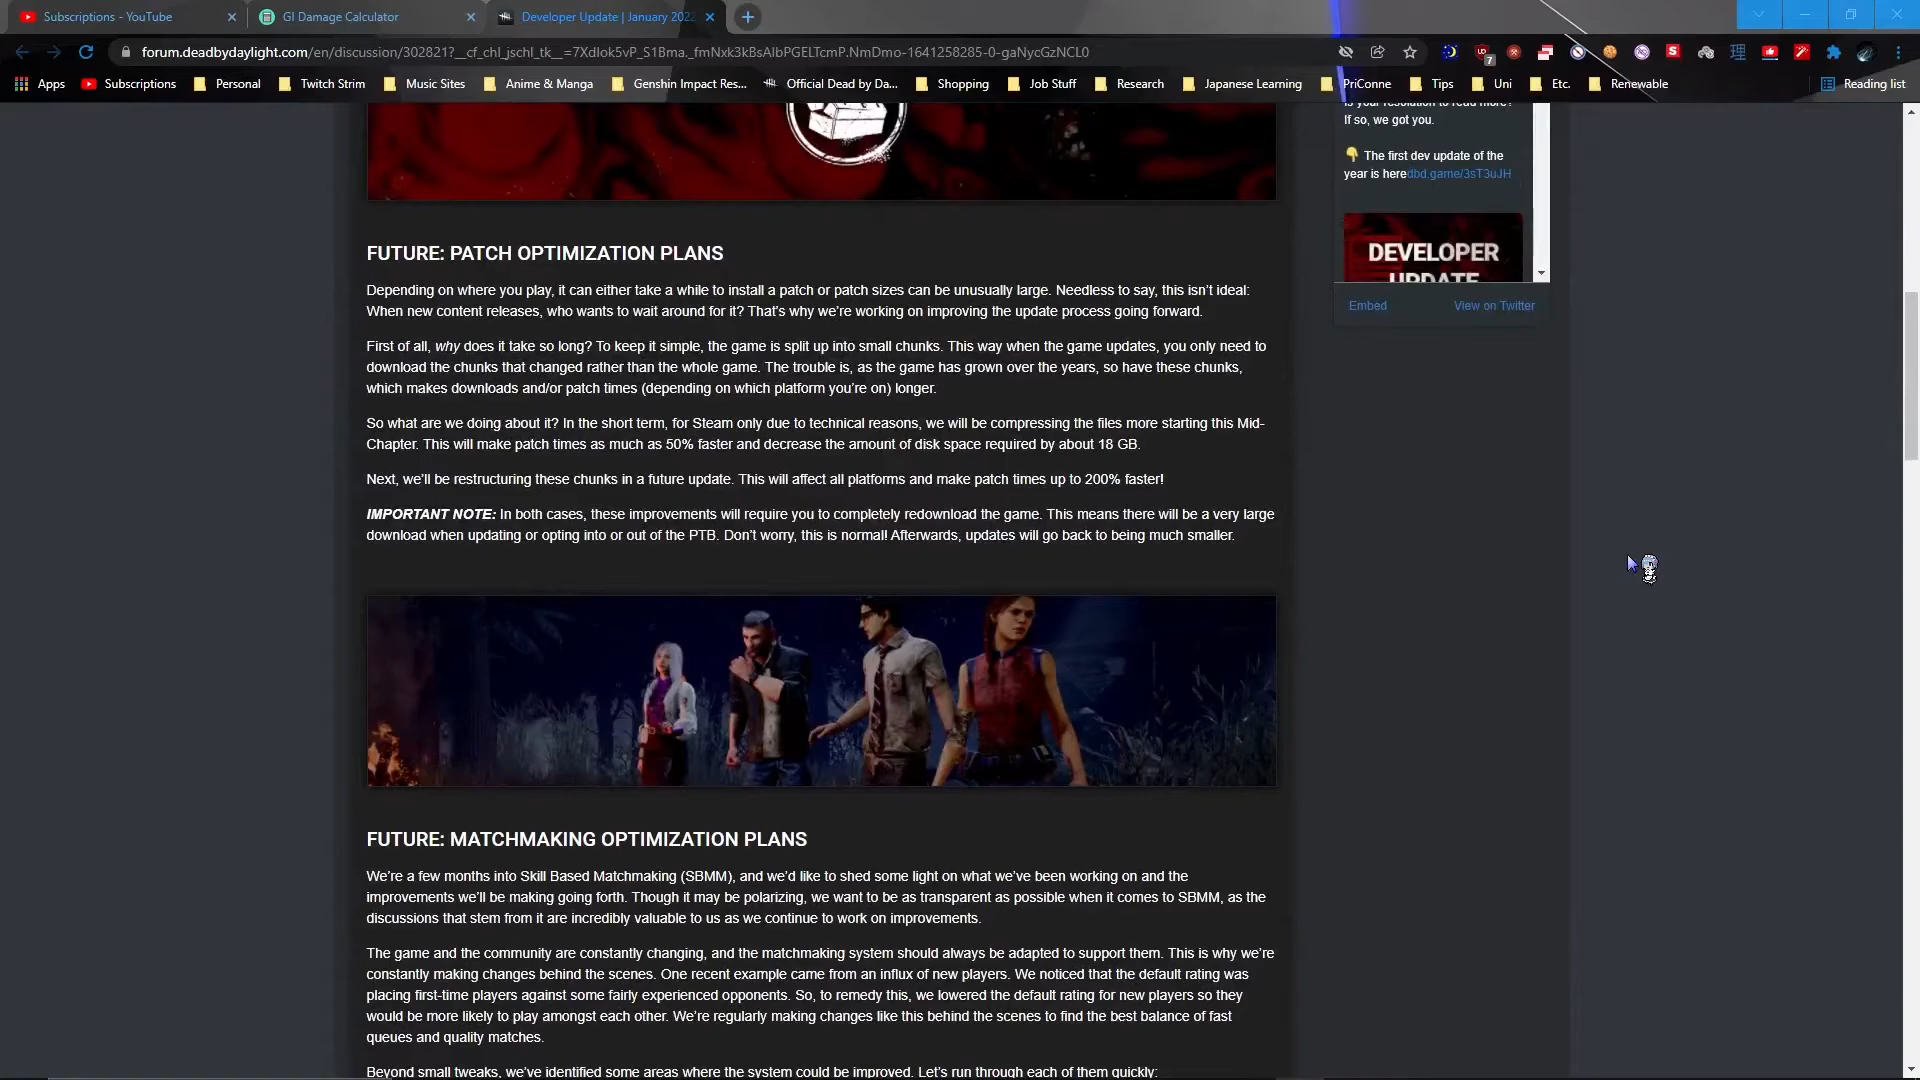 Subscriptions - YouTube
GI Damage Calculator
Developer Update | January 2022
forum.deadbydaylight.com/en/discussion/302821?__cf_chl_jschl_tk__=7XdIok5vP_S1Bma._fmNxk3kBsAIbPGELTcmP.NmDmo-1641258285-0-gaNycGzNCL0
7
Apps
Subscriptions
Personal
Twitch Strim
Music Sites
Anime & Manga
Genshin Impact Res...
Official Dead by Da...
Shopping
Job Stuff
Research
Japanese Learning
PriConne
Tips
Uni
Etc.
Renewable
Reading list
Is your resolution to read more?
If so, we got you.
👇 The first dev update of the
year is heredbd.game/3sT3uJH
DEVELOPER
UPDATE
Embed
View on Twitter
FUTURE: PATCH OPTIMIZATION PLANS
Depending on where you play, it can either take a while to install a patch or patch sizes can be unusually large. Needless to say, this isn't ideal:
When new content releases, who wants to wait around for it? That's why we're working on improving the update process going forward.
First of all, why does it take so long? To keep it simple, the game is split up into small chunks. This way when the game updates, you only need to
download the chunks that changed rather than the whole game. The trouble is, as the game has grown over the years, so have these chunks,
which makes downloads and/or patch times (depending on which platform you're on) longer.
So what are we doing about it? In the short term, for Steam only due to technical reasons, we will be compressing the files more starting this Mid-
Chapter. This will make patch times as much as 50% faster and decrease the amount of disk space required by about 18 GB.
Next, we'll be restructuring these chunks in a future update. This will affect all platforms and make patch times up to 200% faster!
IMPORTANT NOTE: In both cases, these improvements will require you to completely redownload the game. This means there will be a very large
download when updating or opting into or out of the PTB. Don't worry, this is normal! Afterwards, updates will go back to being much smaller.
FUTURE: MATCHMAKING OPTIMIZATION PLANS
We're a few months into Skill Based Matchmaking (SBMM), and we'd like to shed some light on what we've been working on and the
improvements we'll be making going forth. Though it may be polarizing, we want to be as transparent as possible when it comes to SBMM, as the
discussions that stem from it are incredibly valuable to us as we continue to work on improvements.
The game and the community are constantly changing, and the matchmaking system should always be adapted to support them. This is why we're
constantly making changes behind the scenes. One recent example came from an influx of new players. We noticed that the default rating was
placing first-time players against some fairly experienced opponents. So, to remedy this, we lowered the default rating for new players so they
would be more likely to play amongst each other. We're regularly making changes like this behind the scenes to find the best balance of fast
queues and quality matches.
Beyond small tweaks, we've identified some areas where the system could be improved. Let's run through each of them quickly: